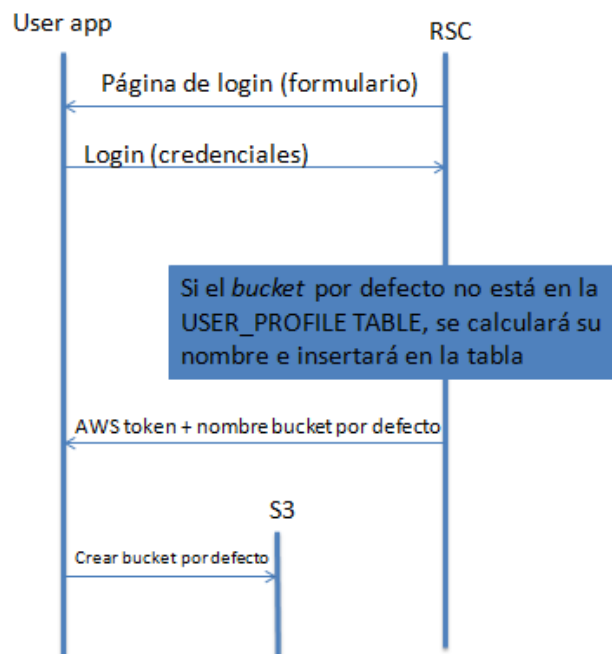 User app
RSC
Página de login (formulario)
Login (credenciales)
Si el bucket por defecto no está en la
USER_PROFILE TABLE, se calculará su
nombre e insertará en la tabla
AWS token + nombre bucket por defecto
S3
Crear bucket por defecto